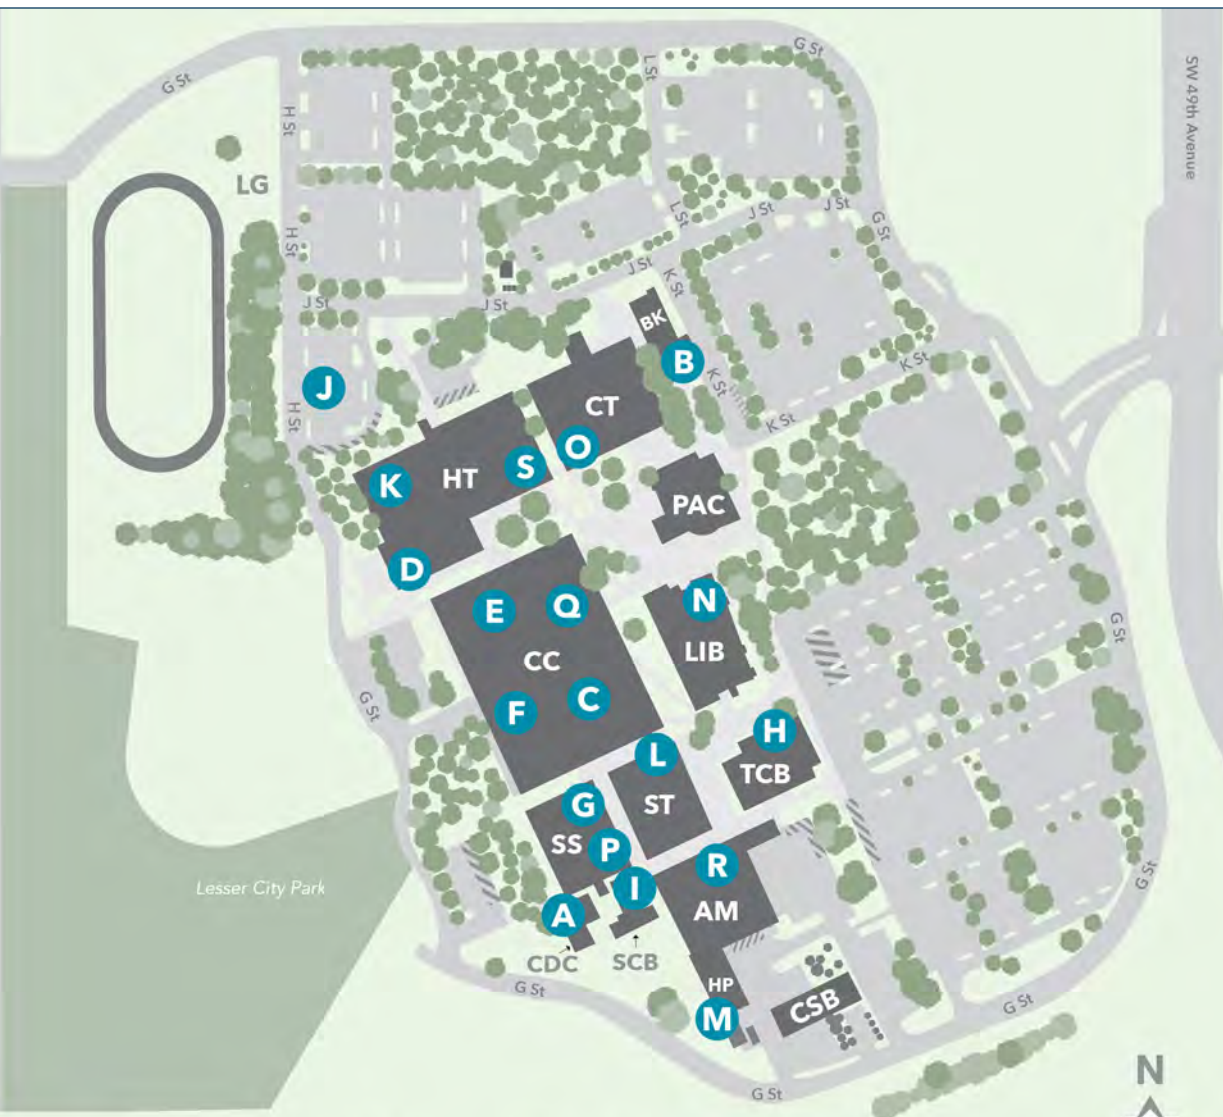 G St
L St
G St
SW 49th Avenue
H St
LG
L St
J St
J St
G St
H St
J St
K St
J St
J St
BK
B
K St
K St
J
H St
CT
K St
O
S
K
HT
PAC
D
E
Q
N
CC
LIB
G St
F
C
G St
H
L
TCB
G
ST
SS
P
R
G St
Lesser City Park
I
A
AM
CDC
SCB
HP
G St
CSB
G St
M
N
G St